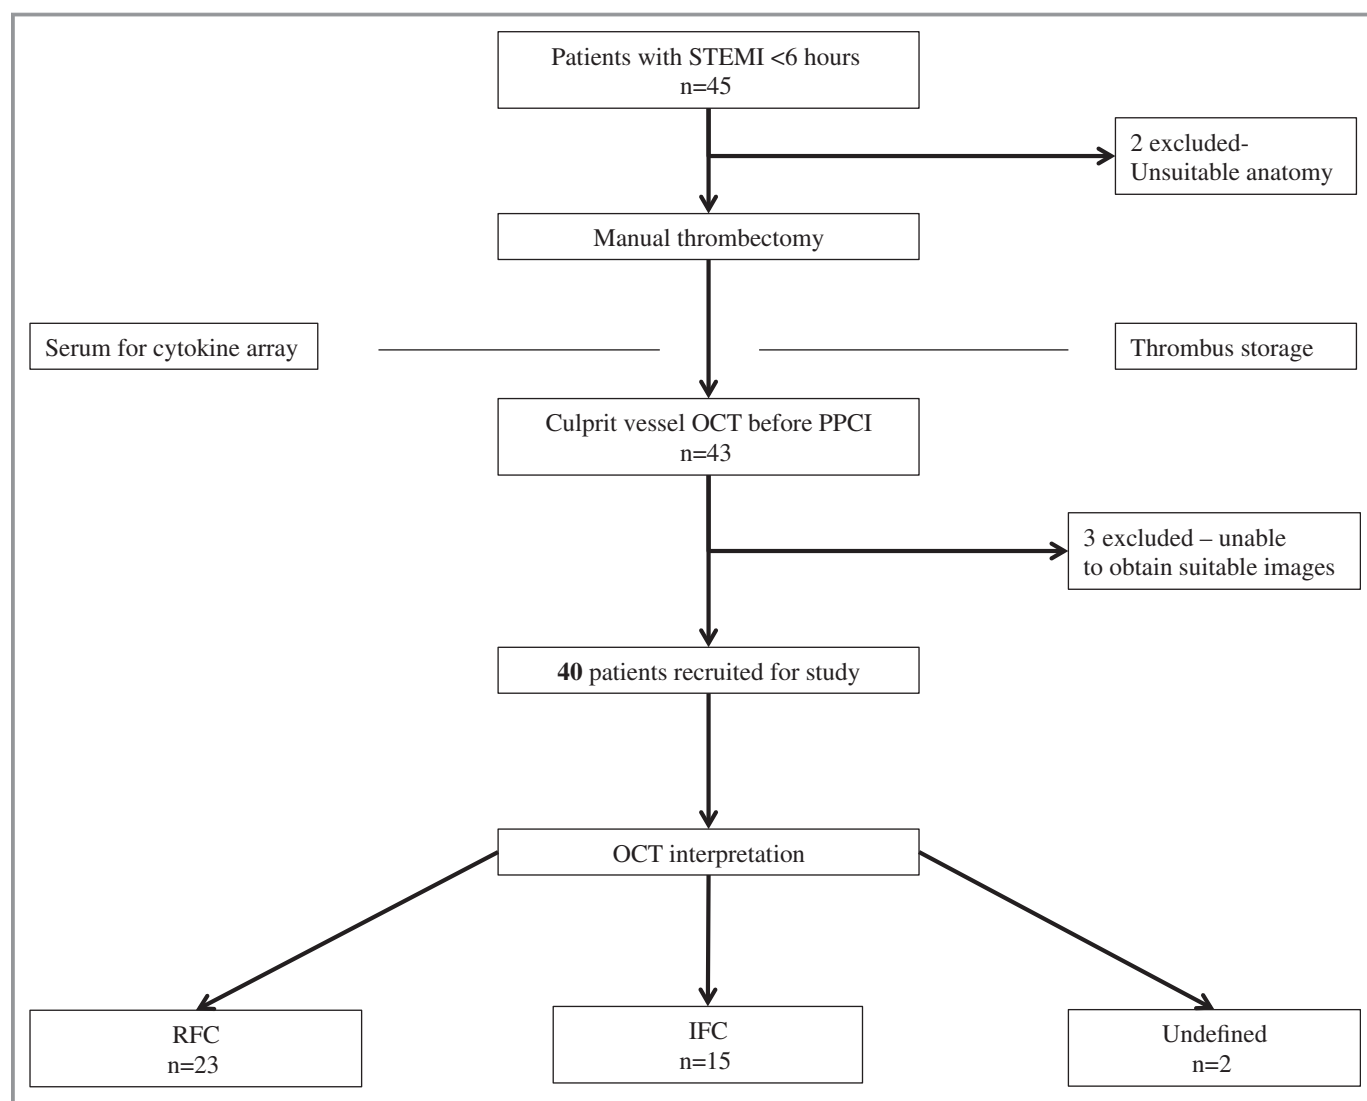 Patients with STEMI <6 hours
n=45
2 excluded-
Unsuitable anatomy
Manual thrombectomy
Serum for cytokine array
Thrombus storage
Culprit vessel OCT before PPCI
n=43
3 excluded – unable
to obtain suitable images
40 patients recruited for study
OCT interpretation
RFC
n=23
IFC
n=15
Undefined
n=2